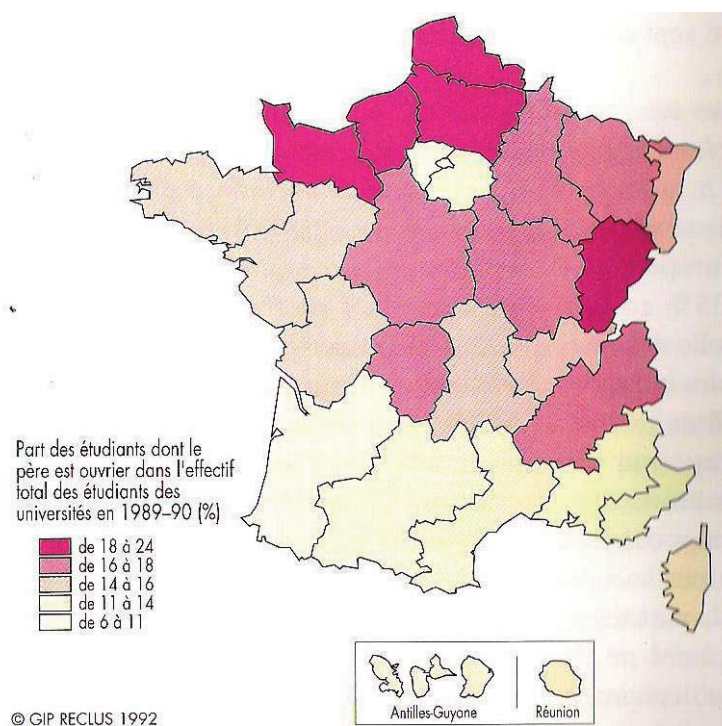 Part des étudiants dont le
père est ouvrier dans l'effectif
total des étudiants des
universités en 1989–90 (%)
de 18 à 24
de 16 à 18
de 14 à 16
de 11 à 14
de 6 à 11
Antilles-Guyane
Réunion
© GIP RECLUS 1992